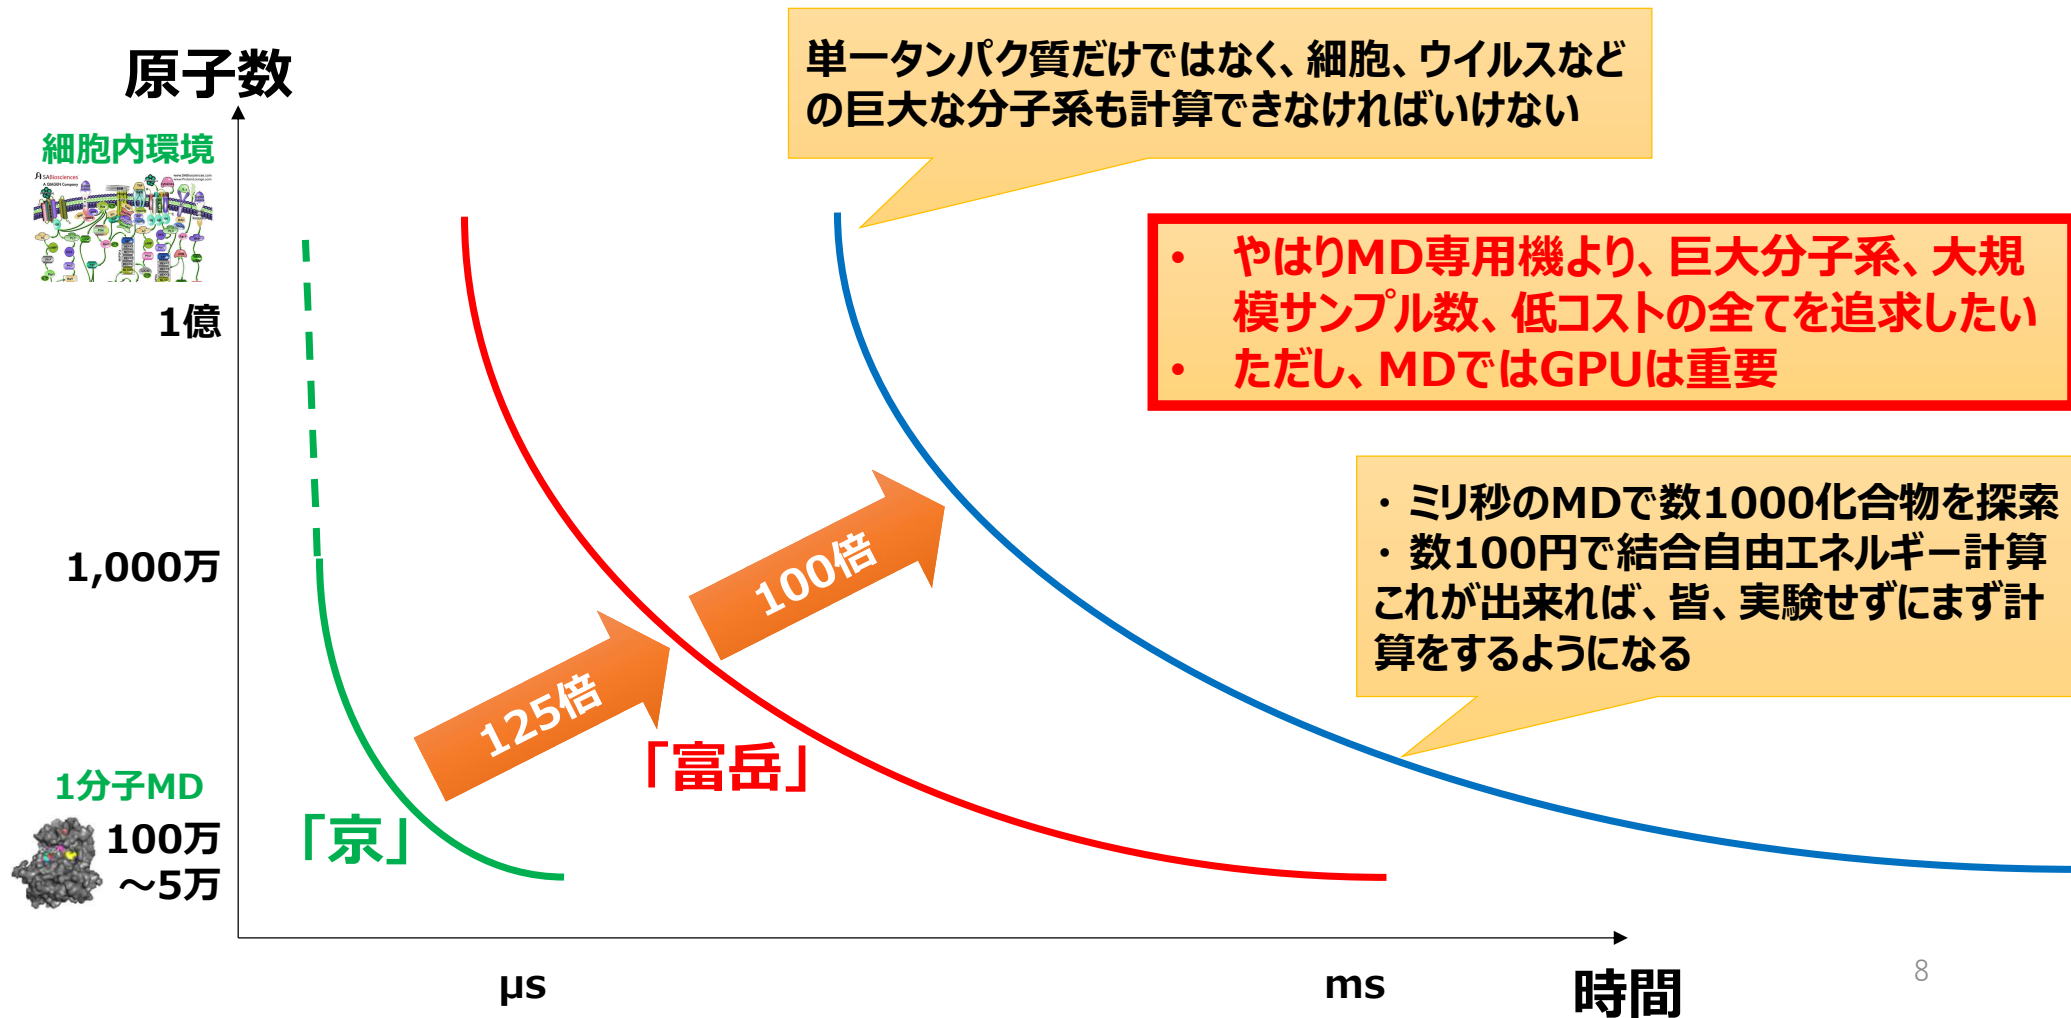 原子数
細胞内環境
SABiosciences
A QIAGEN Company
www.SABiosciences.com
単一タンパク質だけではなく、細胞、ウイルスなど
の巨大な分子系も計算できなければいけない
• やはりMD専用機より、巨大分子系、大規
模サンプル数、低コストの全てを追求したい
• ただし、MDではGPUは重要
1億
1,000万
・ ミリ秒のMDで数1000化合物を探索
・ 数100円で結合自由エネルギー計算
これが出来れば、皆、実験せずにまず計
算をするようになる
100倍
125倍
「富岳」
「京」
1分子MD
100万
～5万
μs
ms
時間
8